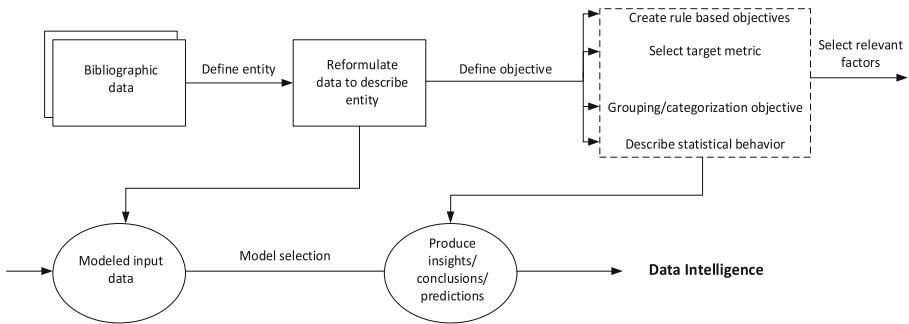 Bibliographic
data
Define entity
Reformulate
data to describe
entity
Define objective
Create rule based objectives
Select target metric
Grouping/categorization objective
Describe statistical behavior
Select relevant
factors
Modeled input
data
Model selection
Produce
insights/
conclusions/
predictions
Data Intelligence